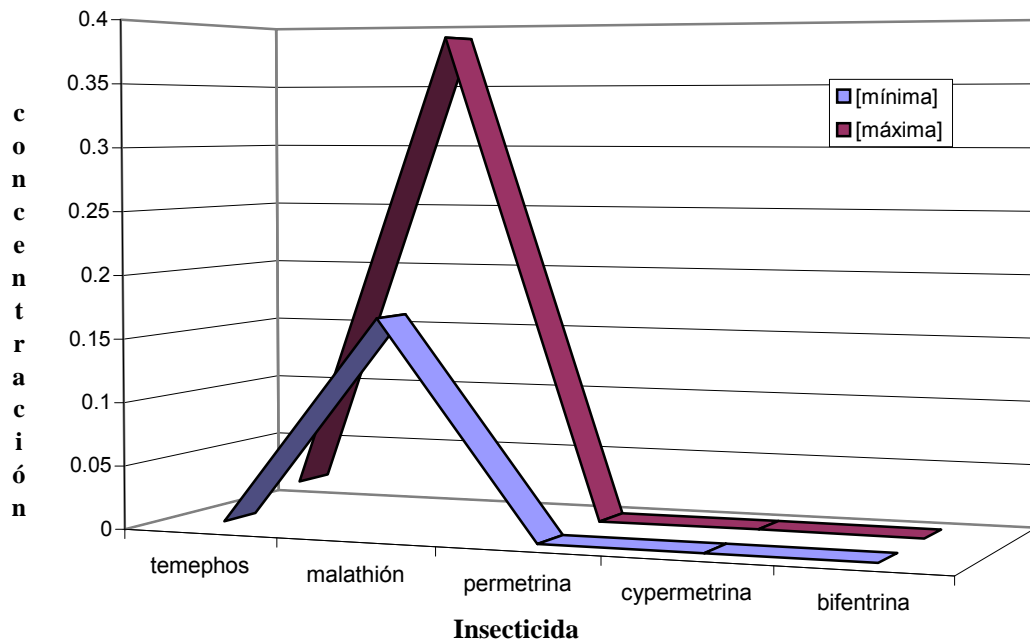 concentración
0.4
0.35
0.3
0.25
0.2
0.15
0.1
0.05
0
[mínima]
[máxima]
temephos
malathión
permetrina
cypermetrina
bifentrina
Insecticida